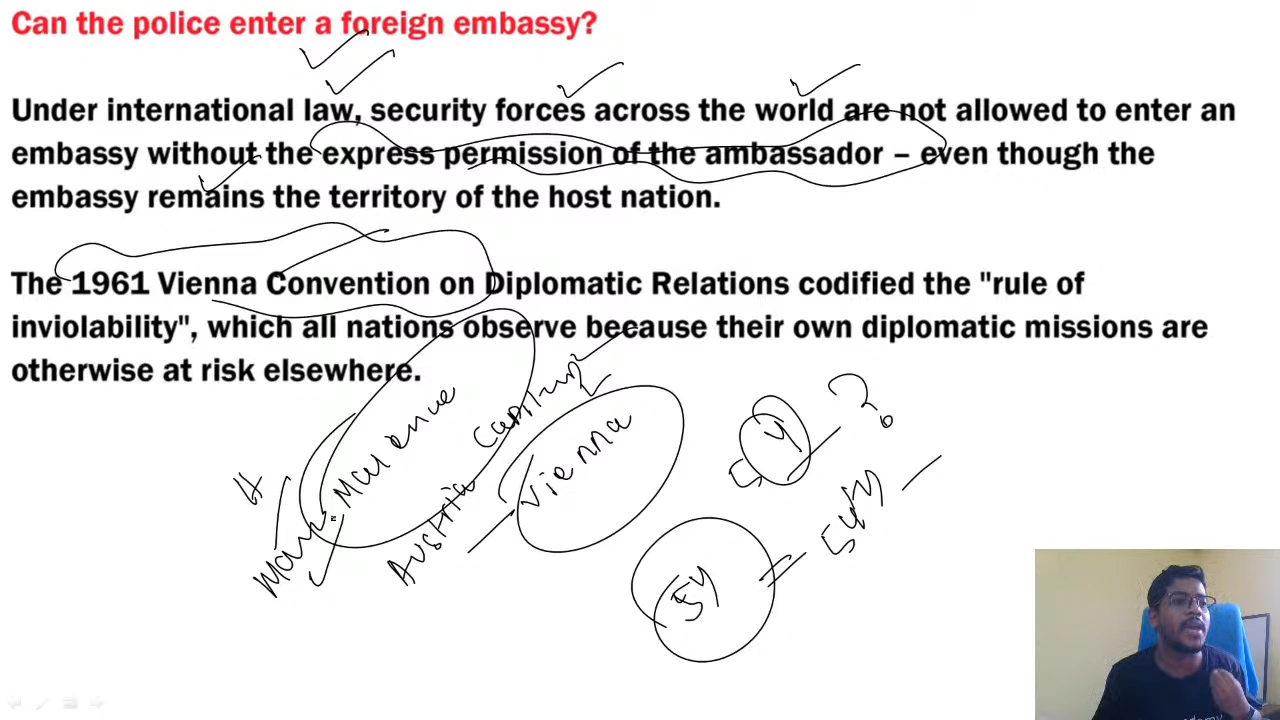 Can the police enter a foreign embassy?
Under international law, security forces across the world are not allowed to enter an
embassy without the express permission of the ambassador – even though the
embassy remains the territory of the host nation.
The 1961 Vienna Convention on Diplomatic Relations codified the "rule of
inviolability", which all nations observe because their own diplomatic missions are
otherwise at risk elsewhere.
Austria
Vienna
?
54